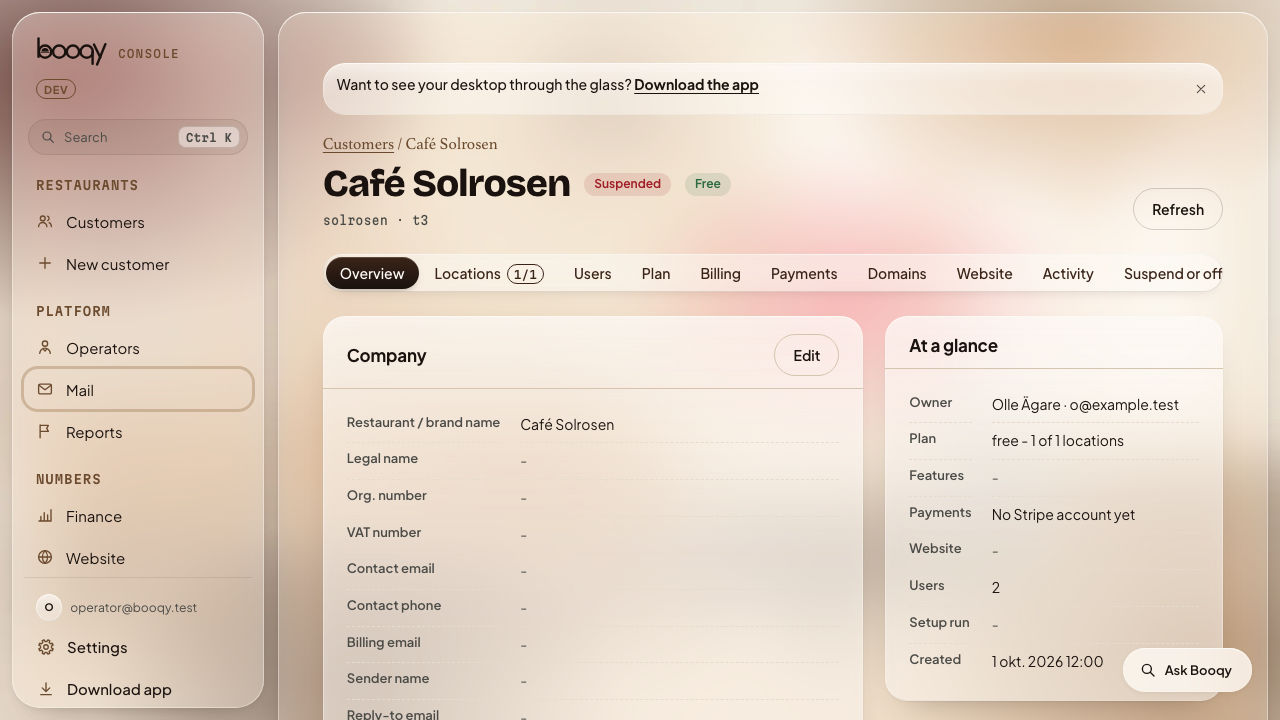 booqy CONSOLE
DEV
Search Ctrl K
RESTAURANTS
Customers
New customer
PLATFORM
Operators
Mail
Reports
NUMBERS
Finance
Website
O operator@booqy.test
Settings
Download app
Want to see your desktop through the glass? Download the app ×
Customers / Café Solrosen
Café Solrosen Suspended Free
solrosen · t3
Refresh
Overview Locations 1/1 Users Plan Billing Payments Domains Website Activity Suspend or off
Company Edit
Restaurant / brand name Café Solrosen
Legal name -
Org. number -
VAT number -
Contact email -
Contact phone -
Billing email -
Sender name -
Reply-to email -
At a glance
Owner Olle Ägare · o@example.test
Plan free - 1 of 1 locations
Features -
Payments No Stripe account yet
Website -
Users 2
Setup run -
Created 1 okt. 2026 12:00
Ask Booqy